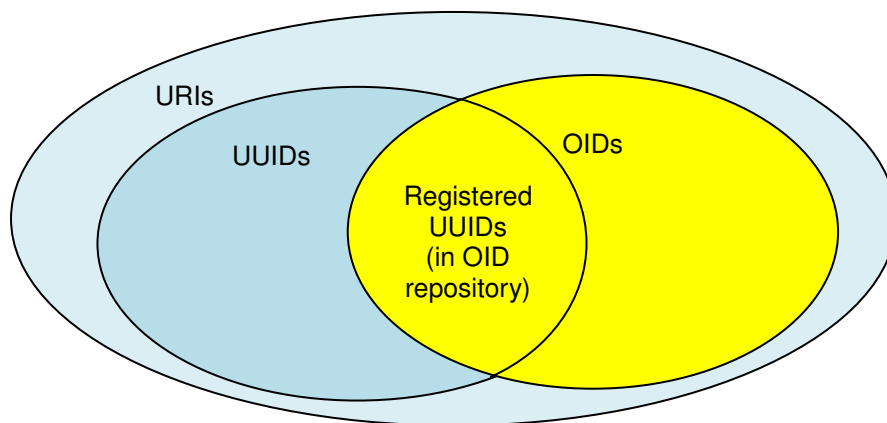 URIs
UUIDs
OIDs
Registered
UUIDs
(in OID
repository)